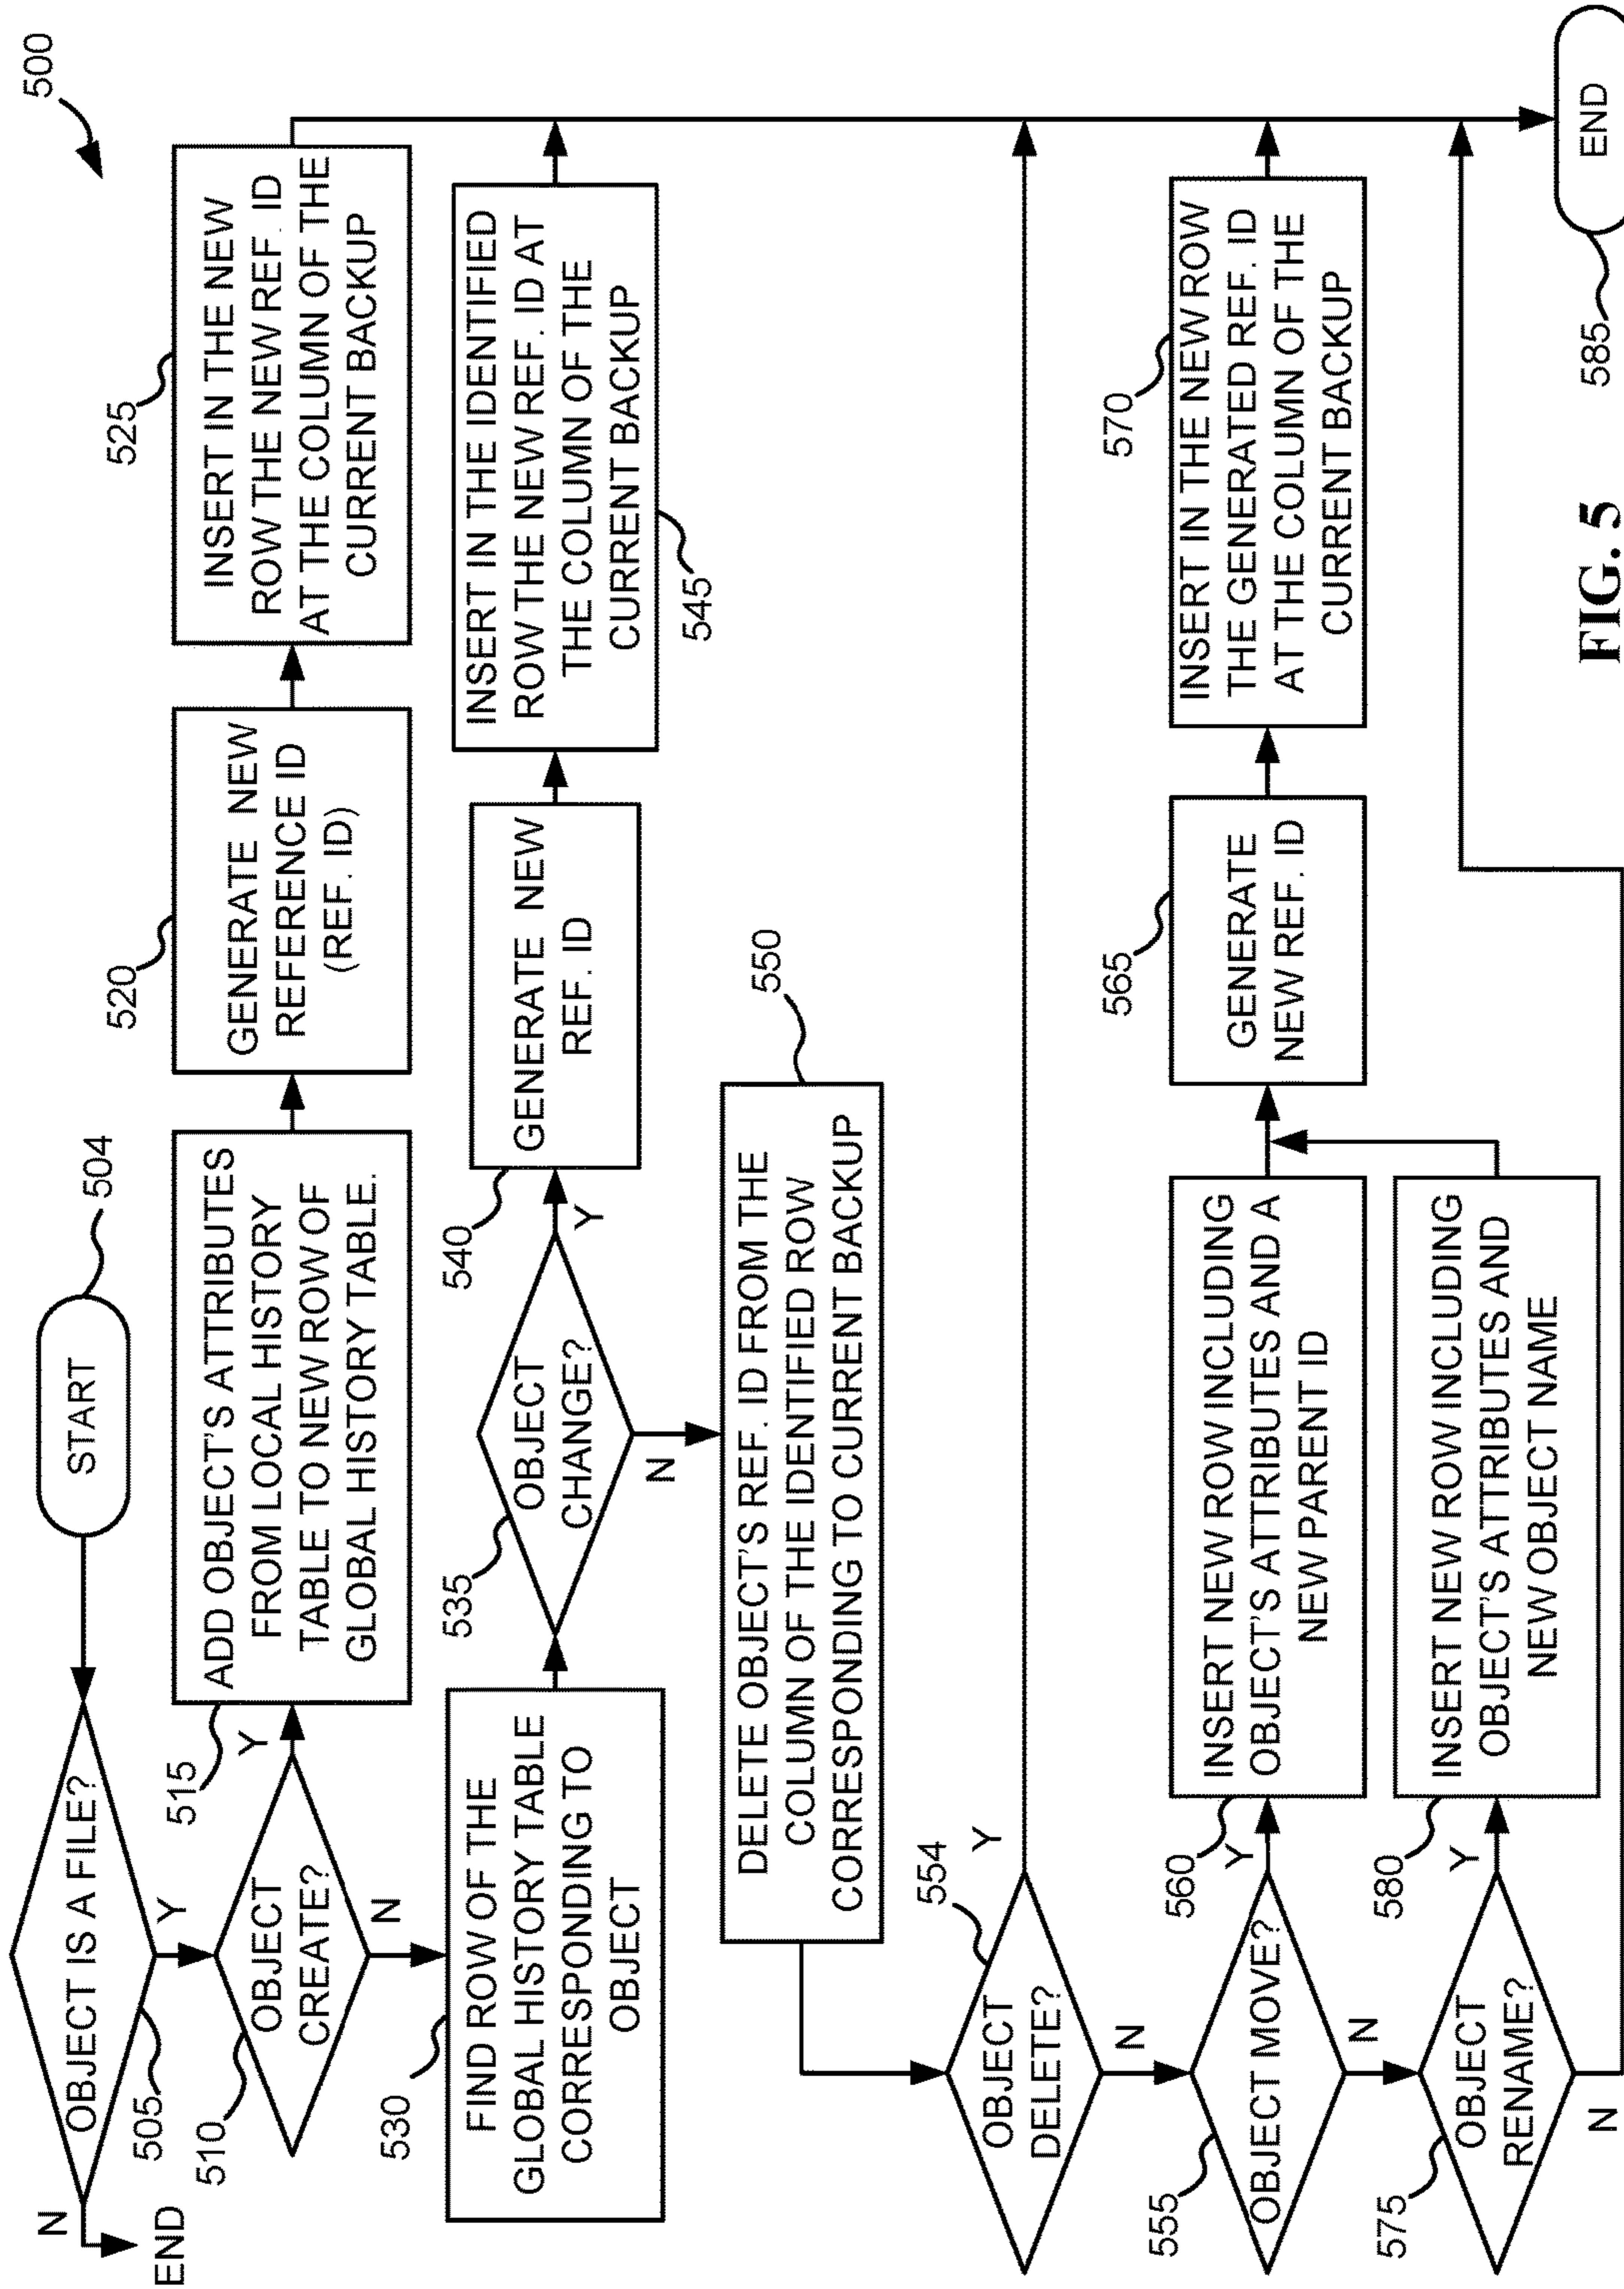 500
START
504
OBJECT IS A FILE?
505
N
END
Y
OBJECT
CREATE?
510
Y
515
ADD OBJECT'S ATTRIBUTES
FROM LOCAL HISTORY
TABLE TO NEW ROW OF
GLOBAL HISTORY TABLE.
520
GENERATE NEW
REFERENCE ID
(REF. ID)
525
INSERT IN THE NEW
ROW THE NEW REF. ID
AT THE COLUMN OF THE
CURRENT BACKUP
N
530
FIND ROW OF THE
GLOBAL HISTORY TABLE
CORRESPONDING TO
OBJECT
535
OBJECT
CHANGE?
Y
540
GENERATE NEW
REF. ID
INSERT IN THE IDENTIFIED
ROW THE NEW REF. ID AT
THE COLUMN OF THE
CURRENT BACKUP
545
N
550
DELETE OBJECT'S REF. ID FROM THE
COLUMN OF THE IDENTIFIED ROW
CORRESPONDING TO CURRENT BACKUP
554
OBJECT
DELETE?
Y
N
555
OBJECT MOVE?
Y
560
INSERT NEW ROW INCLUDING
OBJECT'S ATTRIBUTES AND A
NEW PARENT ID
565
GENERATE
NEW REF. ID
570
INSERT IN THE NEW ROW
THE GENERATED REF. ID
AT THE COLUMN OF THE
CURRENT BACKUP
N
575
OBJECT
RENAME?
Y
580
INSERT NEW ROW INCLUDING
OBJECT'S ATTRIBUTES AND
NEW OBJECT NAME
N
585
END
FIG. 5